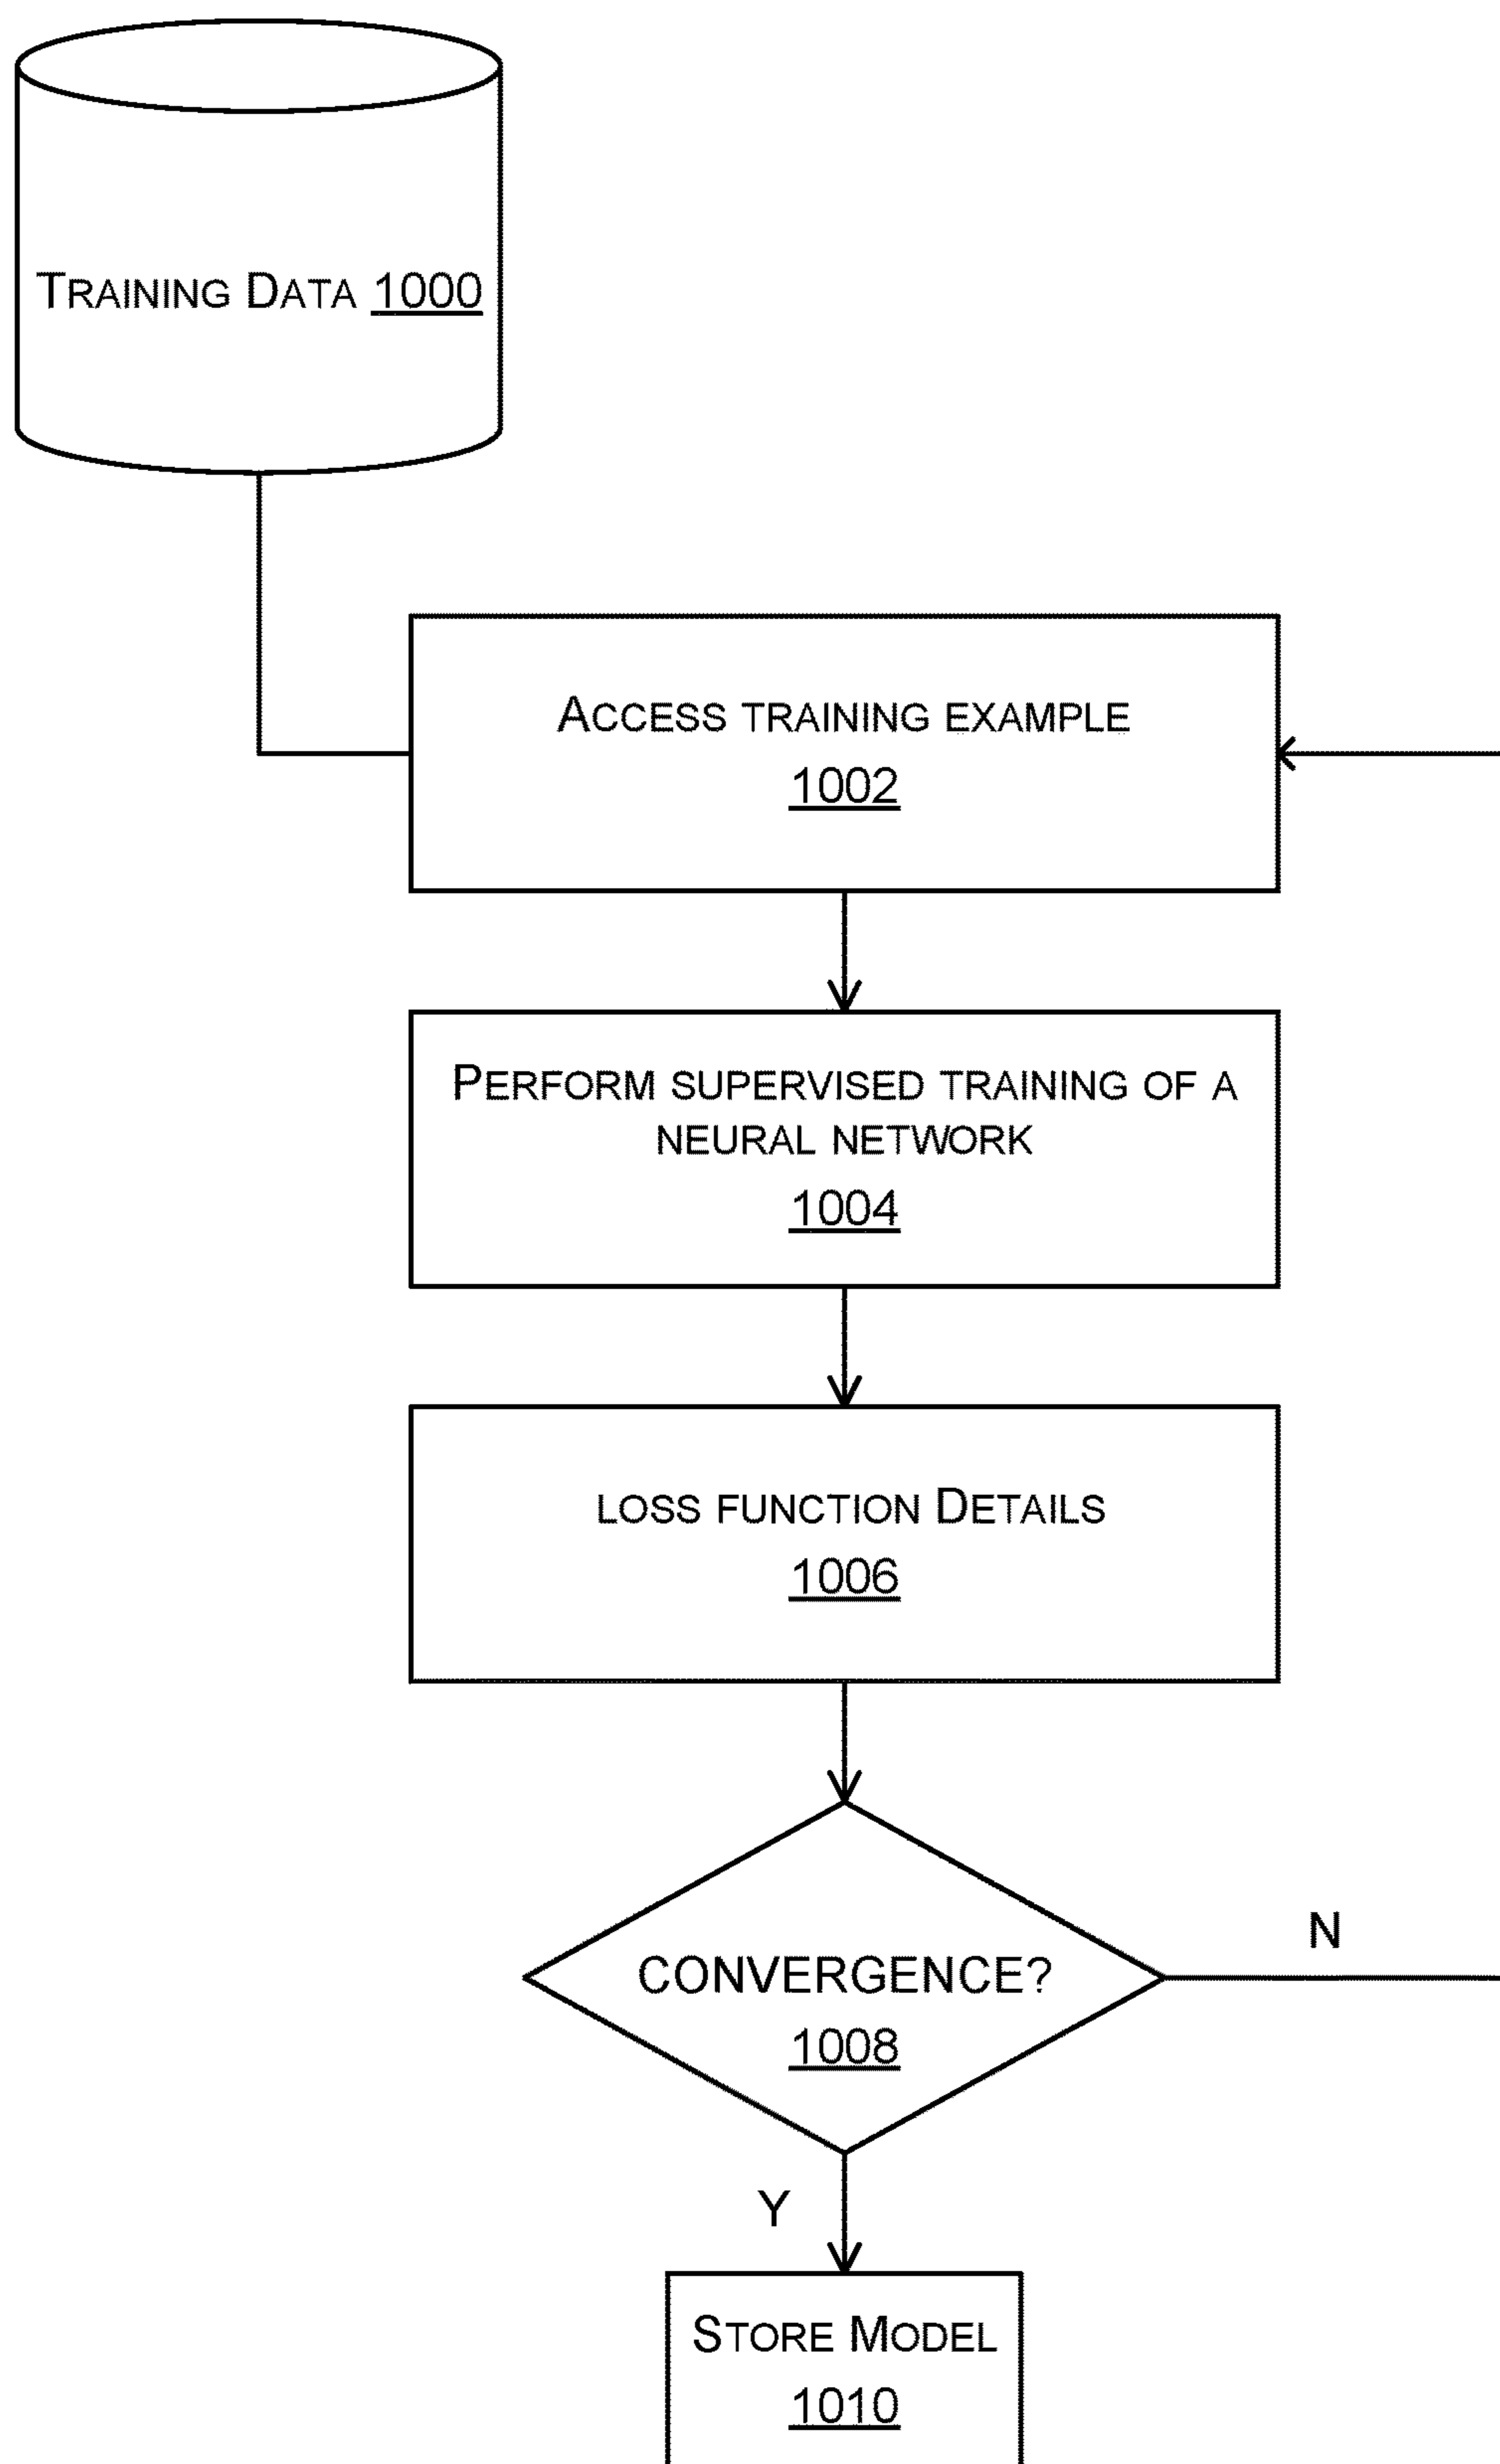 TRAINING DATA 1000
ACCESS TRAINING EXAMPLE
1002
PERFORM SUPERVISED TRAINING OF A
NEURAL NETWORK
1004
LOSS FUNCTION DETAILS
1006
CONVERGENCE?
1008
N
Y
STORE MODEL
1010